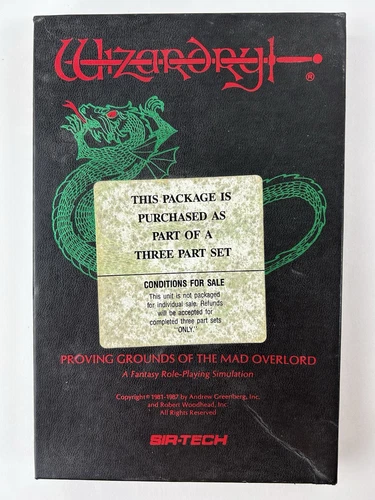 Wizardry I
®
THIS PACKAGE IS
PURCHASED AS
PART OF A
THREE PART SET
CONDITIONS FOR SALE
This unit is not packaged
for individual sale. Refunds
will be accepted for
completed three part sets
"ONLY."
PROVING GROUNDS OF THE MAD OVERLORD
A Fantasy Role-Playing Simulation
Copyright © 1981-1987 by Andrew Greenberg, Inc.
and Robert Woodhead, Inc.
All Rights Reserved
SIR-TECH